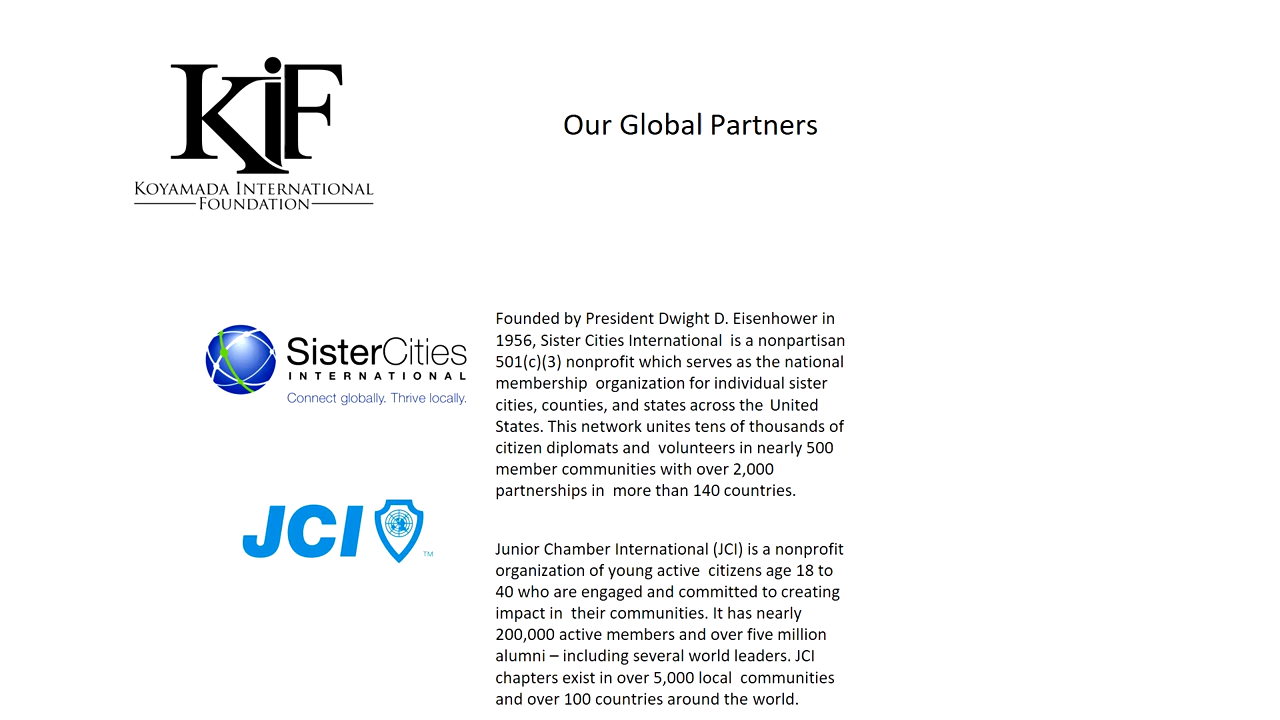 KiF
KOYAMADA INTERNATIONAL
FOUNDATION
Our Global Partners
SisterCities
INTERNATIONAL
Connect globally. Thrive locally.
Founded by President Dwight D. Eisenhower in
1956, Sister Cities International is a nonpartisan
501(c)(3) nonprofit which serves as the national
membership organization for individual sister
cities, counties, and states across the United
States. This network unites tens of thousands of
citizen diplomats and volunteers in nearly 500
member communities with over 2,000
partnerships in more than 140 countries.
JCI
TM
Junior Chamber International (JCI) is a nonprofit
organization of young active citizens age 18 to
40 who are engaged and committed to creating
impact in their communities. It has nearly
200,000 active members and over five million
alumni – including several world leaders. JCI
chapters exist in over 5,000 local communities
and over 100 countries around the world.